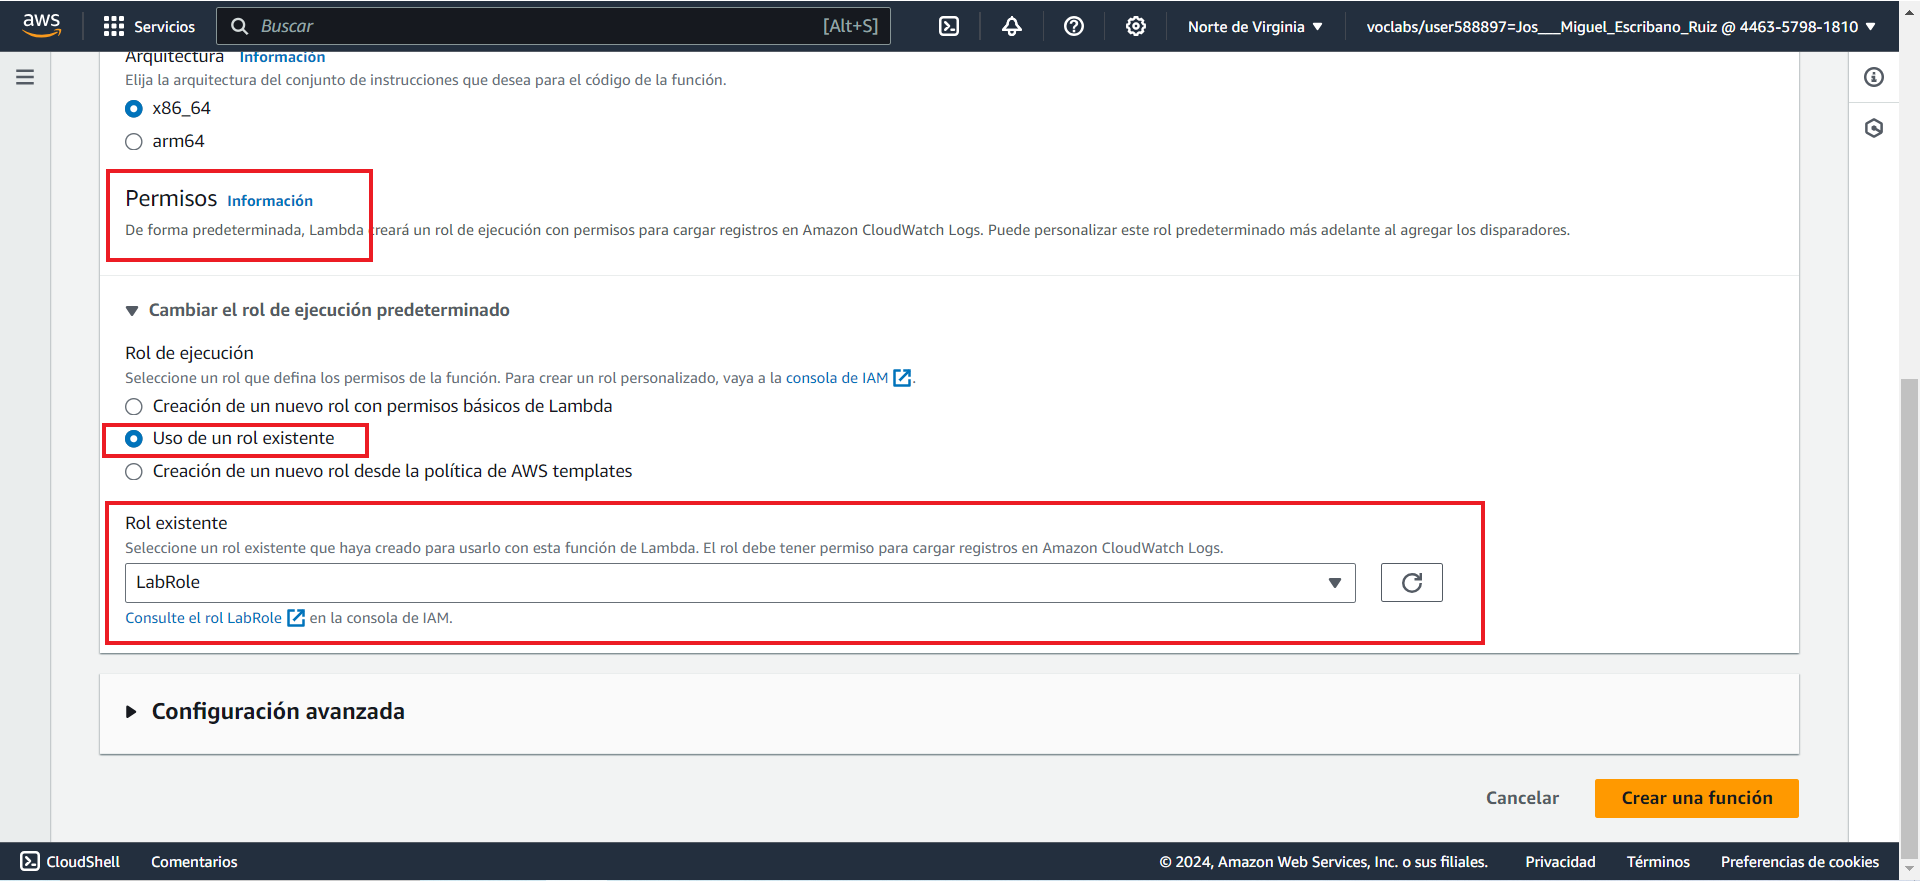 aws
Servicios
Buscar
[Alt+S]
Norte de Virginia
voclabs/user588897=Jos___Miguel_Escribano_Ruiz @ 4463-5798-1810
Arquitectura Información
Elija la arquitectura del conjunto de instrucciones que desea para el código de la función.
x86_64
arm64
Permisos Información
De forma predeterminada, Lambda creará un rol de ejecución con permisos para cargar registros en Amazon CloudWatch Logs. Puede personalizar este rol predeterminado más adelante al agregar los disparadores.
Cambiar el rol de ejecución predeterminado
Rol de ejecución
Seleccione un rol que defina los permisos de la función. Para crear un rol personalizado, vaya a la consola de IAM.
Creación de un nuevo rol con permisos básicos de Lambda
Uso de un rol existente
Creación de un nuevo rol desde la política de AWS templates
Rol existente
Seleccione un rol existente que haya creado para usarlo con esta función de Lambda. El rol debe tener permiso para cargar registros en Amazon CloudWatch Logs.
LabRole
Consulte el rol LabRole en la consola de IAM.
Configuración avanzada
Cancelar
Crear una función
CloudShell
Comentarios
© 2024, Amazon Web Services, Inc. o sus filiales.
Privacidad
Términos
Preferencias de cookies